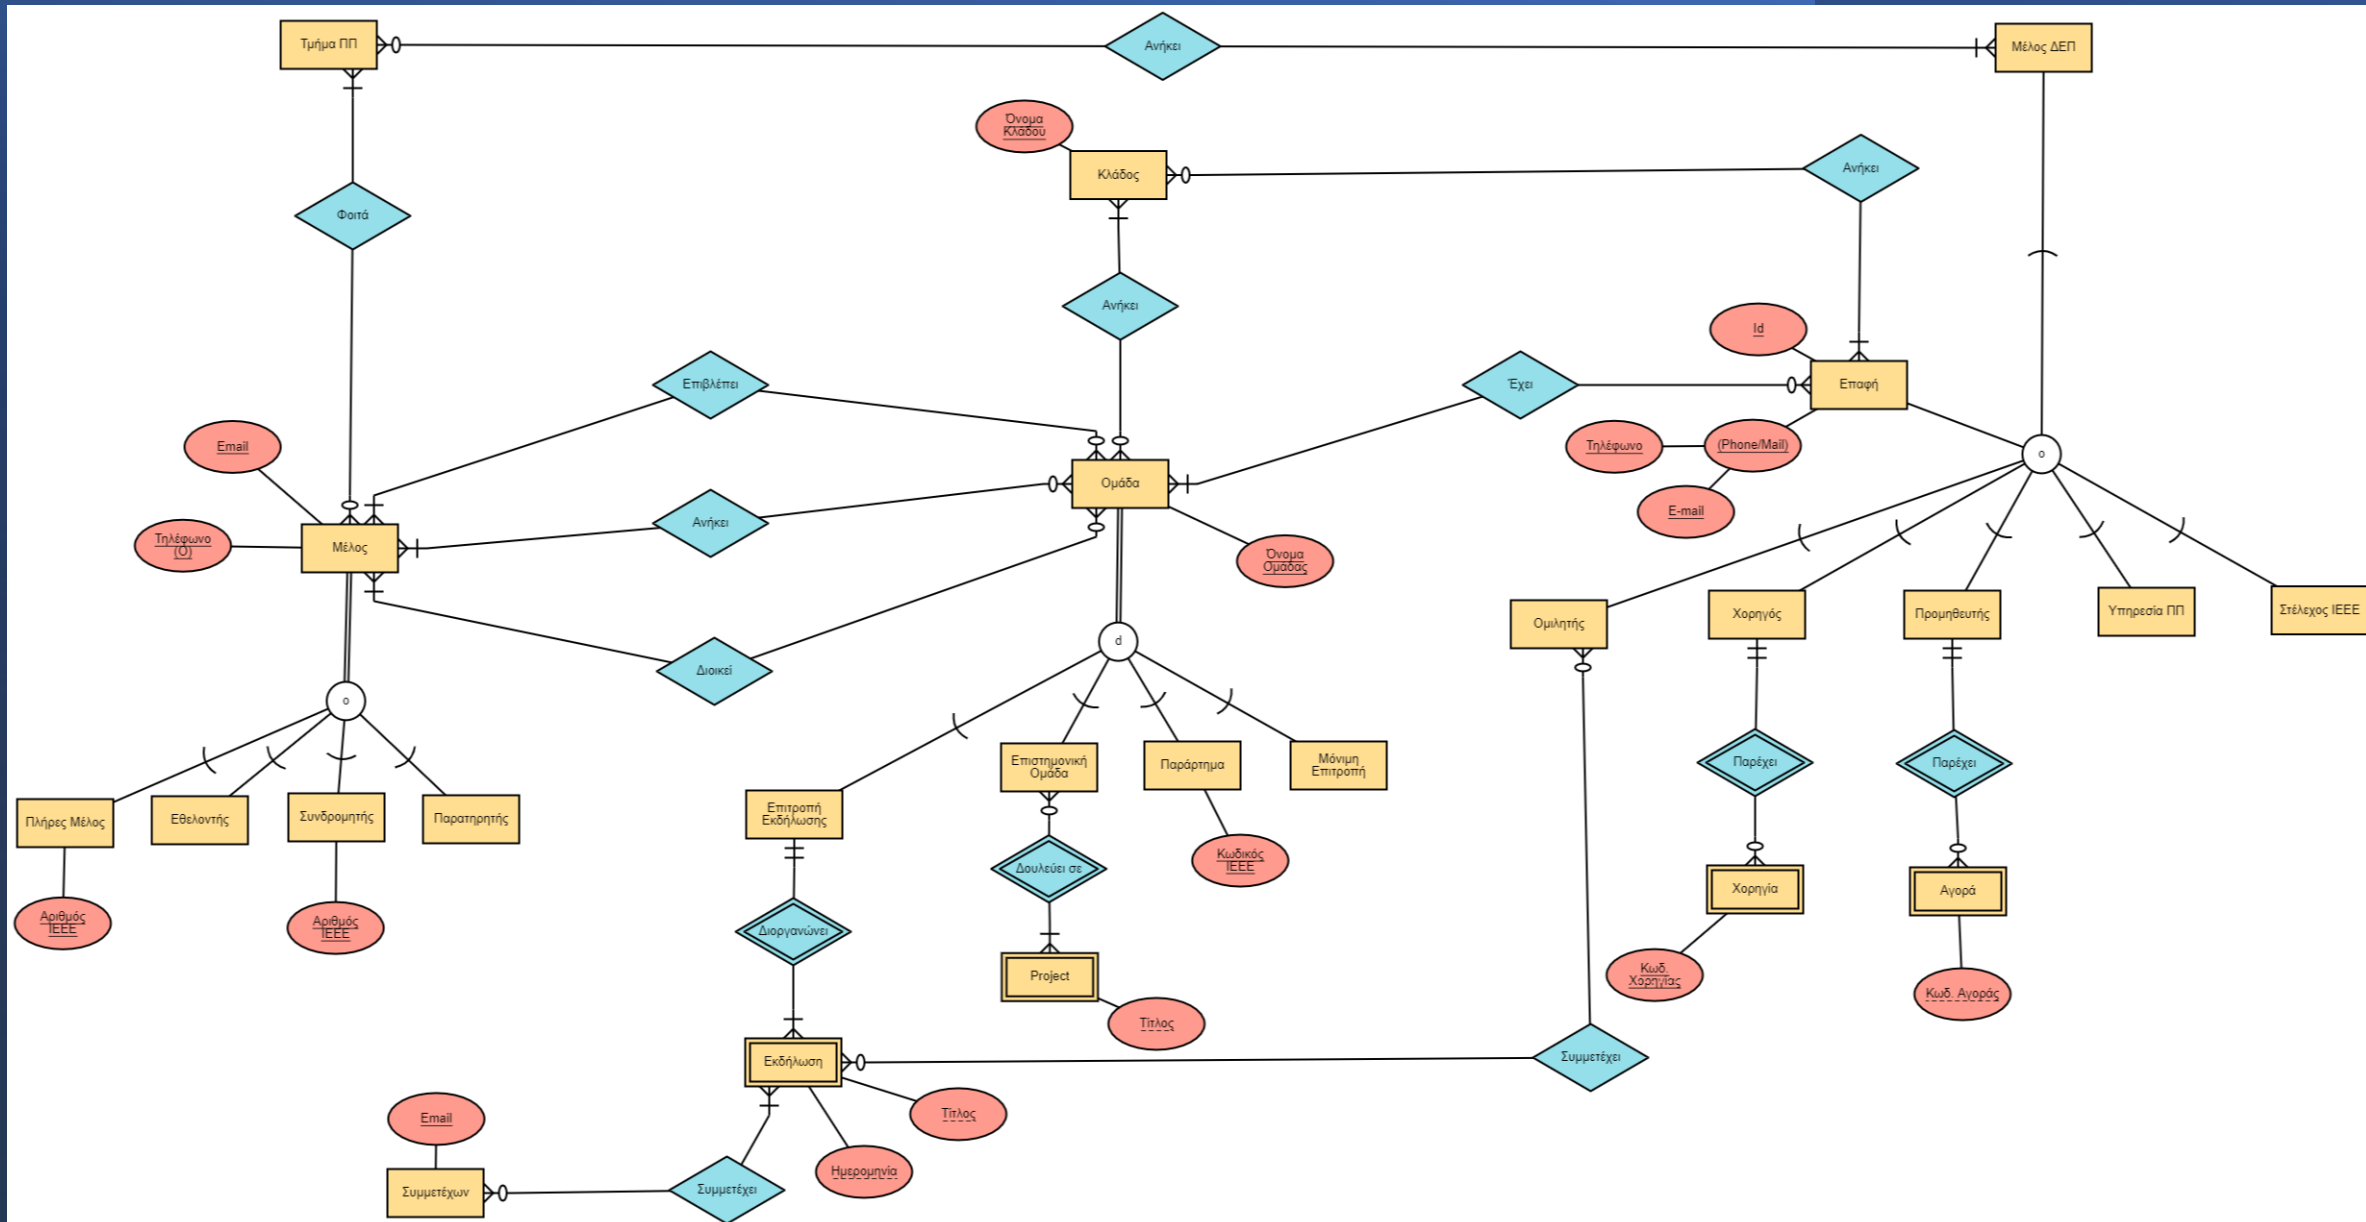 Τμήμα ΠΠ
Ανήκει
Μέλος ΔΕΠ
Όνομα
Κλάδου
Κλάδος
Ανήκει
Φοιτά
Ανήκει
Id
Επιβλέπει
Έχει
Επαφή
Email
Τηλέφωνο
(Phone/Mail)
o
Ομάδα
E-mail
Ανήκει
Τηλέφωνο
(Ο)
Μέλος
Όνομα
Ομάδας
Διοικεί
d
Ομιλητής
Χορηγός
Προμηθευτής
Υπηρεσία ΠΠ
Στέλεχος IEEE
o
Επιστημονική
Ομάδα
Παράρτημα
Μόνιμη
Επιτροπή
Παρέχει
Παρέχει
Πλήρες Μέλος
Εθελοντής
Συνδρομητής
Παρατηρητής
Επιτροπή
Εκδήλωσης
Δουλεύει σε
Κωδικός
IEEE
Χορηγία
Αγορά
Αριθμός
IEEE
Αριθμός
IEEE
Διοργανώνει
Project
Κωδ.
Χορηγίας
Κωδ. Αγοράς
Τίτλος
Εκδήλωση
Συμμετέχει
Email
Τίτλος
Ημερομηνία
Συμμετέχων
Συμμετέχει